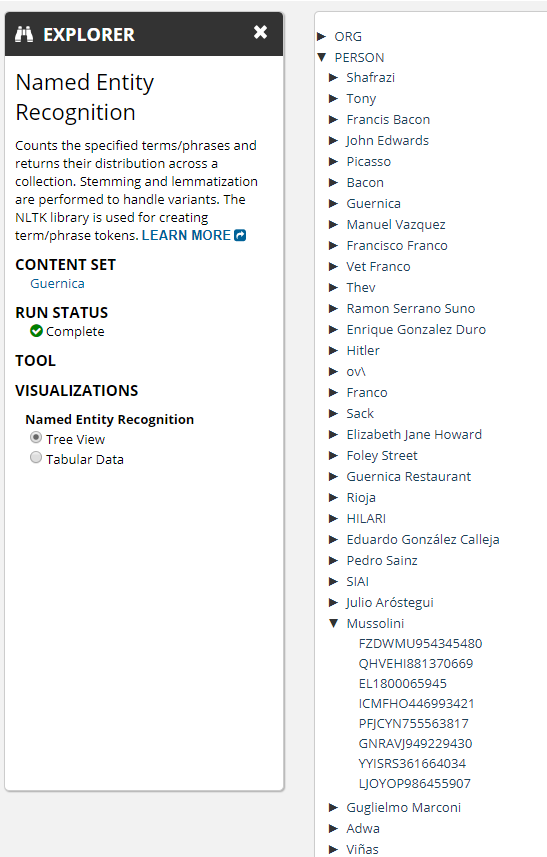 EXPLORER
Named Entity
Recognition
Counts the specified terms/phrases and
returns their distribution across a
collection. Stemming and lemmatization
are performed to handle variants. The
NLTK library is used for creating
term/phrase tokens. LEARN MORE
CONTENT SET
Guernica
RUN STATUS
Complete
TOOL
VISUALIZATIONS
Named Entity Recognition
Tree View
Tabular Data
ORG
PERSON
Shafrazi
Tony
Francis Bacon
John Edwards
Picasso
Bacon
Guernica
Manuel Vazquez
Francisco Franco
Vet Franco
Thev
Ramon Serrano Suno
Enrique Gonzalez Duro
Hitler
ov\
Franco
Sack
Elizabeth Jane Howard
Foley Street
Guernica Restaurant
Rioja
HILARI
Eduardo González Calleja
Pedro Sainz
SIAI
Julio Aróstegui
Mussolini
FZDWMU954345480
QHVEHI881370669
EL1800065945
ICMFHO446993421
PFJCYN755563817
GNRAVJ949229430
YYISRS361664034
LJOYOP986455907
Guglielmo Marconi
Adwa
Viñas